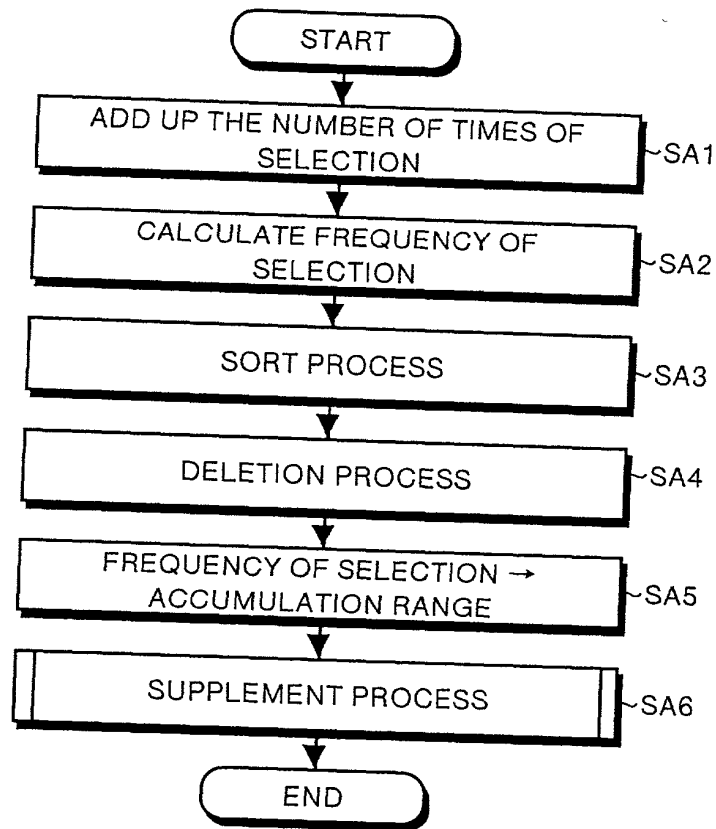 START
ADD UP THE NUMBER OF TIMES OF
SELECTION
~SA1
CALCULATE FREQUENCY OF
SELECTION
~SA2
SORT PROCESS
~SA3
DELETION PROCESS
~SA4
FREQUENCY OF SELECTION →
ACCUMULATION RANGE
~SA5
SUPPLEMENT PROCESS
~SA6
END